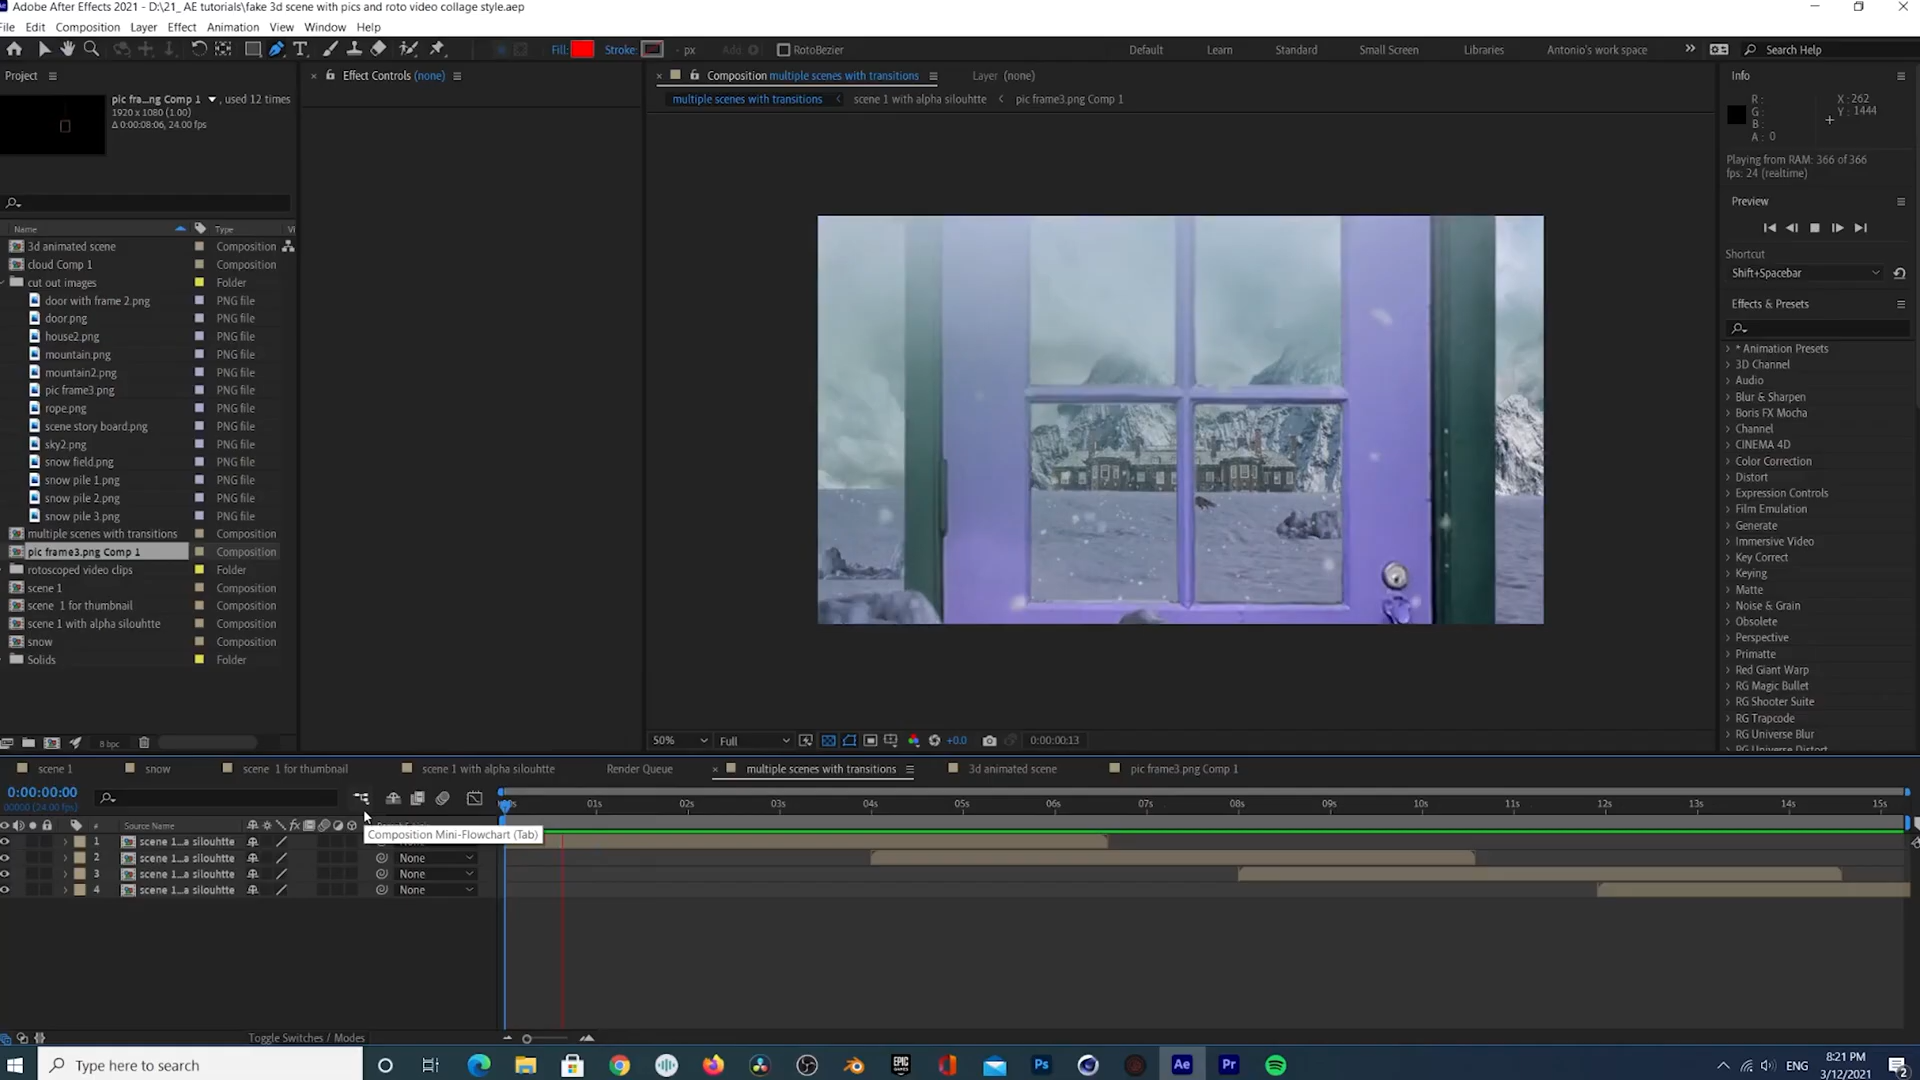 Adobe After Effects 2021 - D:\21_ AE tutorials\fake 3d scene with pics and roto video collage style.aep
File Edit Composition Layer Effect Animation View Window Help
Fill: Stroke: - px Add RotoBezier Default Learn Standard Small Screen Libraries Antonio's work space Search Help
Project
pic fra...ng Comp 1 , used 12 times
1920 x 1080 (1.00)
Δ 0:00:08:06, 24.00 fps
Name Type
3d animated scene Composition
cloud Comp 1 Composition
cut out images Folder
door with frame 2.png PNG file
door.png PNG file
house2.png PNG file
mountain.png PNG file
mountain2.png PNG file
pic frame3.png PNG file
rope.png PNG file
scene story board.png PNG file
sky2.png PNG file
snow field.png PNG file
snow pile 1.png PNG file
snow pile 2.png PNG file
snow pile 3.png PNG file
multiple scenes with transitions Composition
pic frame3.png Comp 1 Composition
rotoscoped video clips Folder
scene 1 Composition
scene 1 for thumbnail Composition
scene 1 with alpha silouhtte Composition
snow Composition
Solids Folder
8 bpc
Effect Controls (none)
Composition multiple scenes with transitions Layer (none)
multiple scenes with transitions scene 1 with alpha silouhtte pic frame3.png Comp 1
50% Full +0.0 0:00:00:13
Info
R: X: 262
G: Y: 1444
B:
A: 0
Playing from RAM: 366 of 366
fps: 24 (realtime)
Preview
Shortcut
Shift+Spacebar
Effects & Presets
* Animation Presets
3D Channel
Audio
Blur & Sharpen
Boris FX Mocha
Channel
CINEMA 4D
Color Correction
Distort
Expression Controls
Film Emulation
Generate
Immersive Video
Key Correct
Keying
Matte
Noise & Grain
Obsolete
Perspective
Primatte
Red Giant Warp
RG Magic Bullet
RG Shooter Suite
RG Trapcode
RG Universe Blur
RG Universe Distort
scene 1 snow scene 1 for thumbnail scene 1 with alpha silouhtte Render Queue multiple scenes with transitions 3d animated scene pic frame3.png Comp 1
0:00:00:00
00000 (24.00 fps)
01s 02s 03s 04s 05s 06s 07s 08s 09s 10s 11s 12s 13s 14s 15s
# Source Name
Composition Mini-Flowchart (Tab)
1 scene 1...a silouhtte
2 scene 1...a silouhtte None
3 scene 1...a silouhtte None
4 scene 1...a silouhtte None
Toggle Switches / Modes
Type here to search
EPIC GAMES
Ps Ae Pr
ENG
8:21 PM
3/12/2021
2